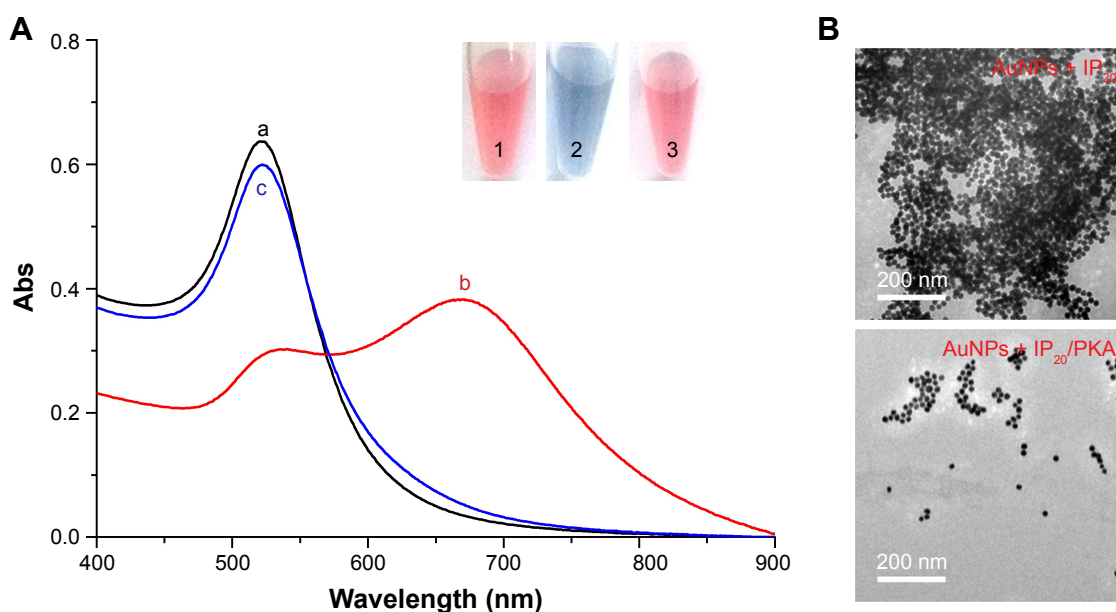 A
0.8
0.6
0.4
0.2
0.0
Abs
a
c
b
1
2
3
400
500
600
700
800
900
Wavelength (nm)
B
AuNPs + IP₂₀
200 nm
AuNPs + IP₂₀/PKA
200 nm